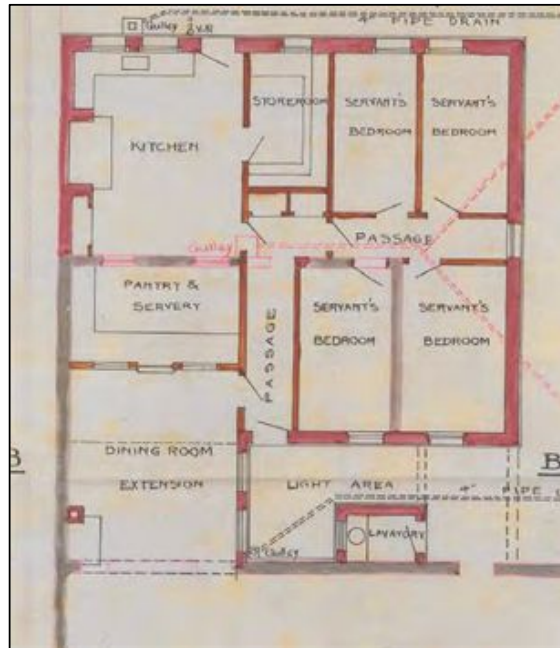 Gulley
4" PIPE DRAIN
STOREROOM
SERVANT'S
BEDROOM
SERVANT'S
BEDROOM
KITCHEN
Gulley
PASSAGE
PANTRY &
SERVERY
PASSAGE
SERVANT'S
BEDROOM
SERVANT'S
BEDROOM
B
B
DINING ROOM
EXTENSION
LIGHT AREA
4" PIPE
LAVATORY
Gulley